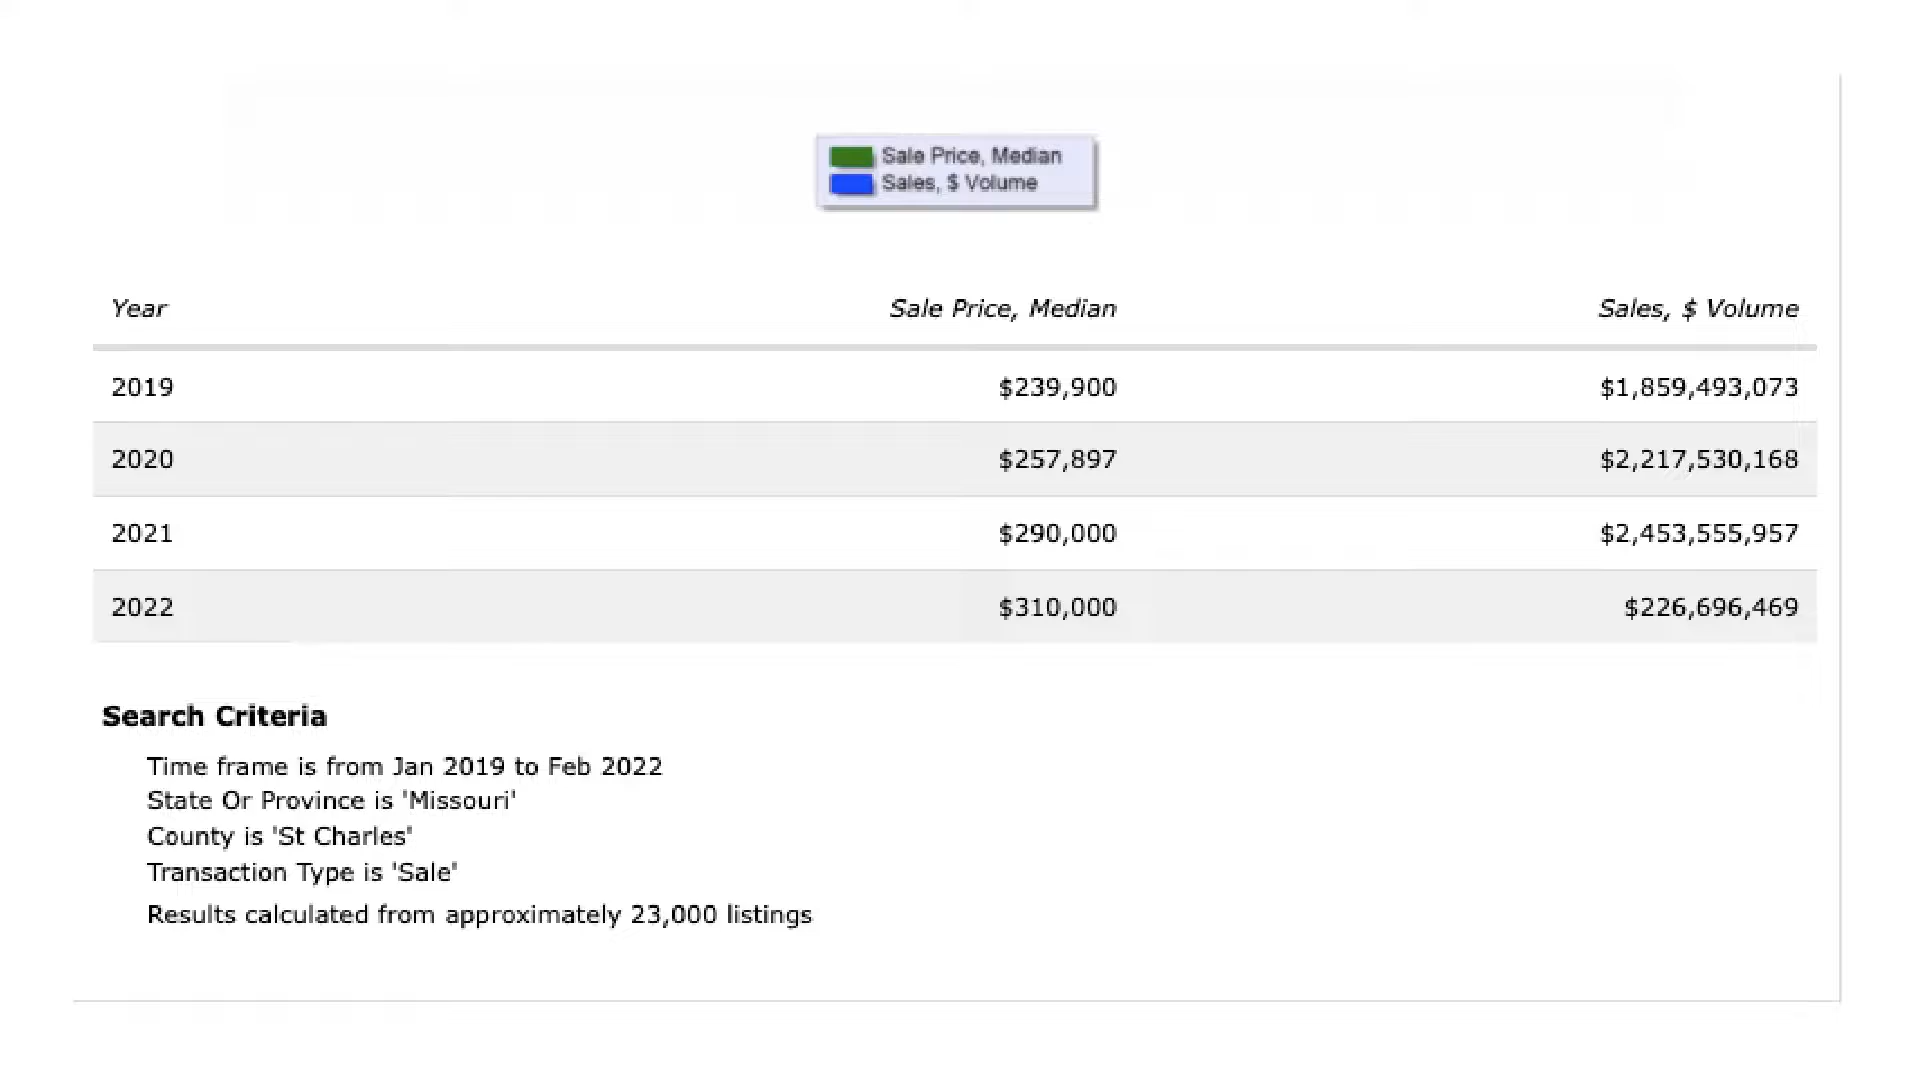 Sale Price, Median
Sales, $ Volume
Year Sale Price, Median Sales, $ Volume
2019 $239,900 $1,859,493,073
2020 $257,897 $2,217,530,168
2021 $290,000 $2,453,555,957
2022 $310,000 $226,696,469
Search Criteria
Time frame is from Jan 2019 to Feb 2022
State Or Province is 'Missouri'
County is 'St Charles'
Transaction Type is 'Sale'
Results calculated from approximately 23,000 listings